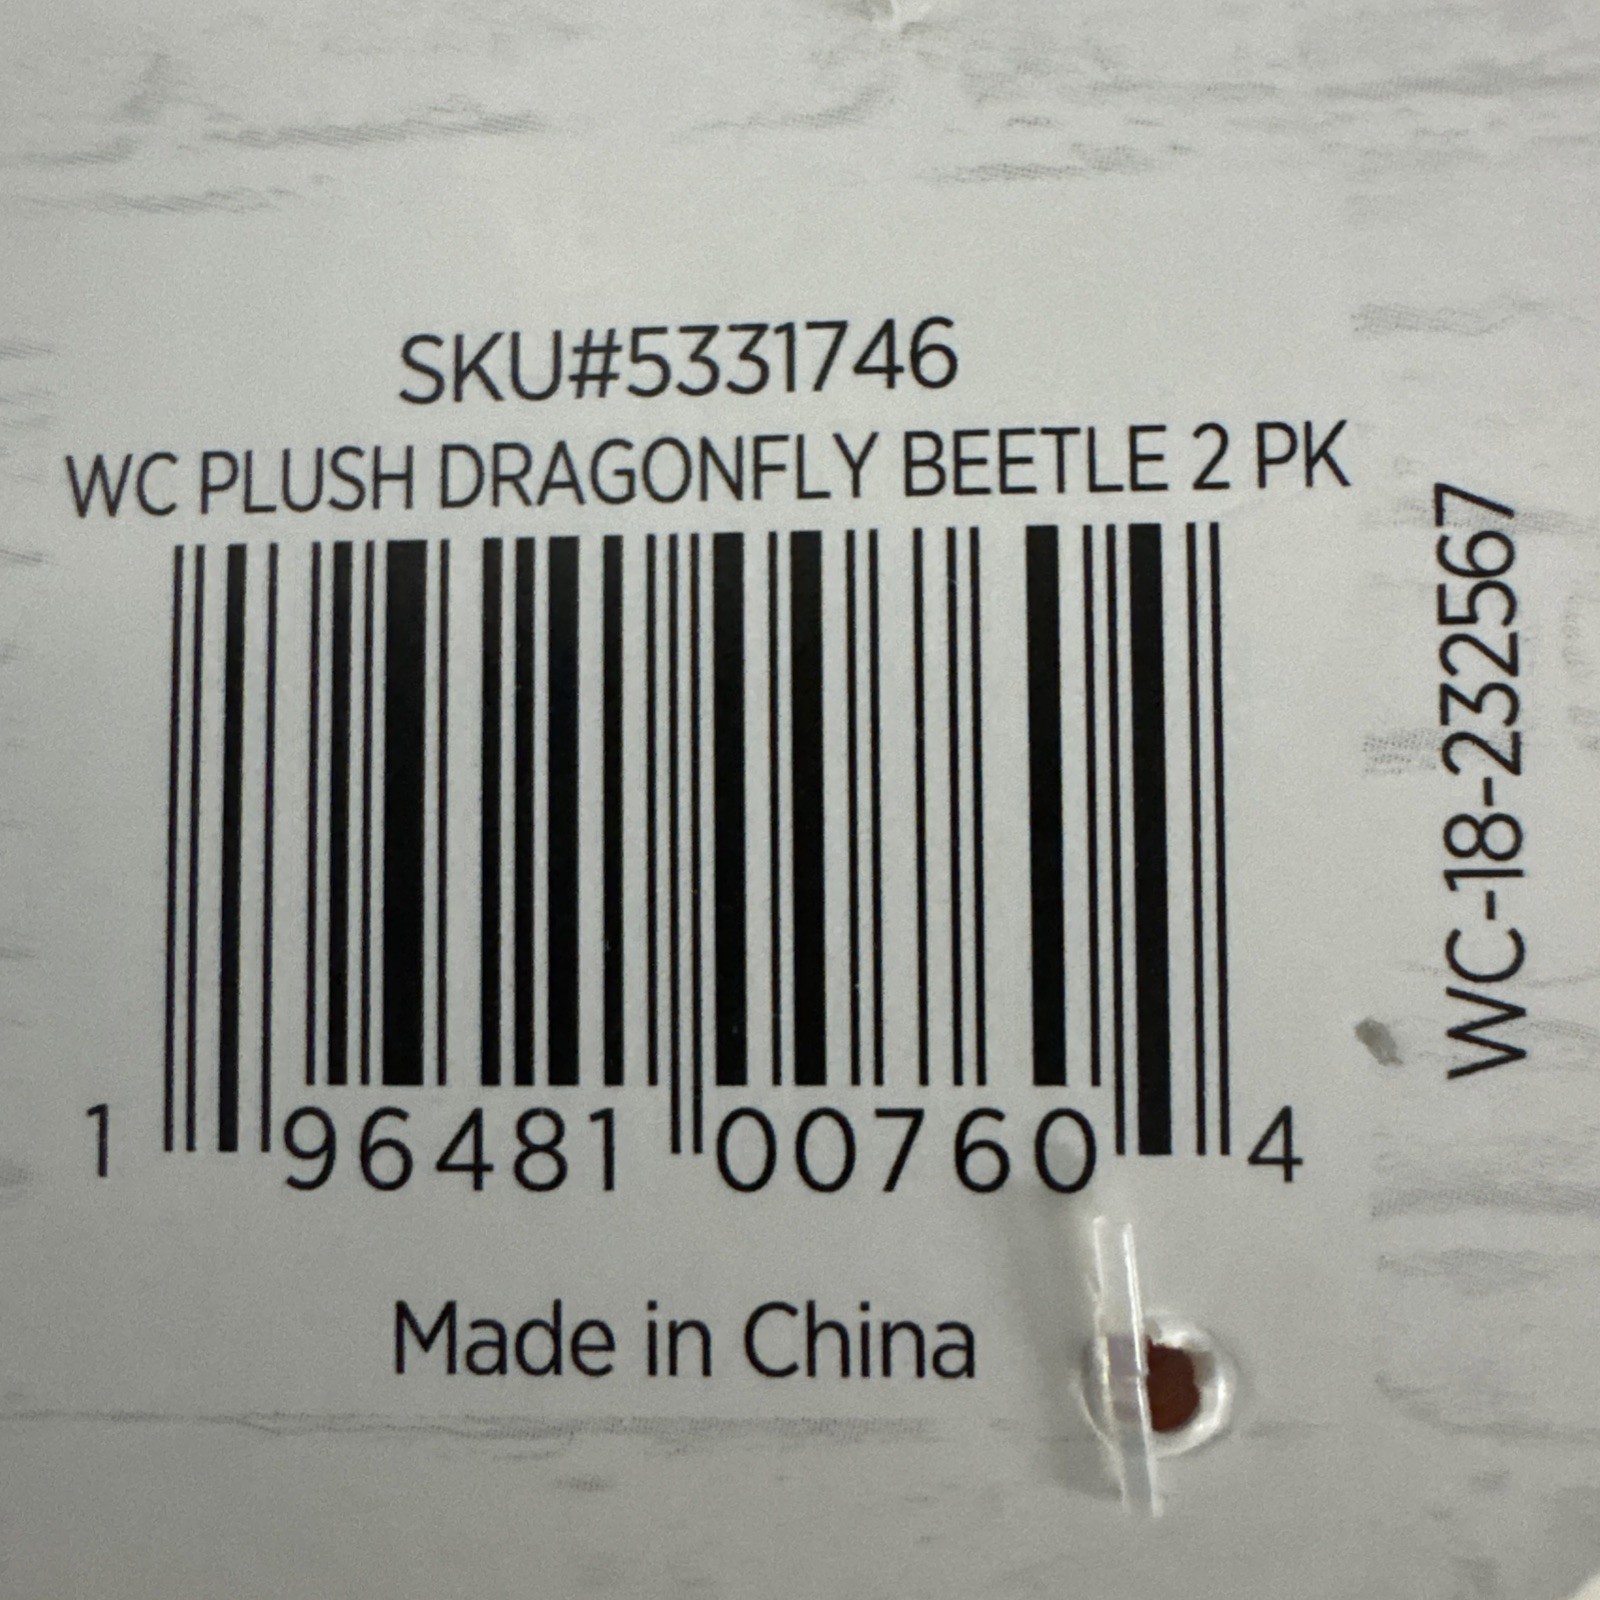 SKU#5331746
WC PLUSH DRAGONFLY BEETLE 2 PK
1 96481 00760 4
Made in China
WC-18-232567